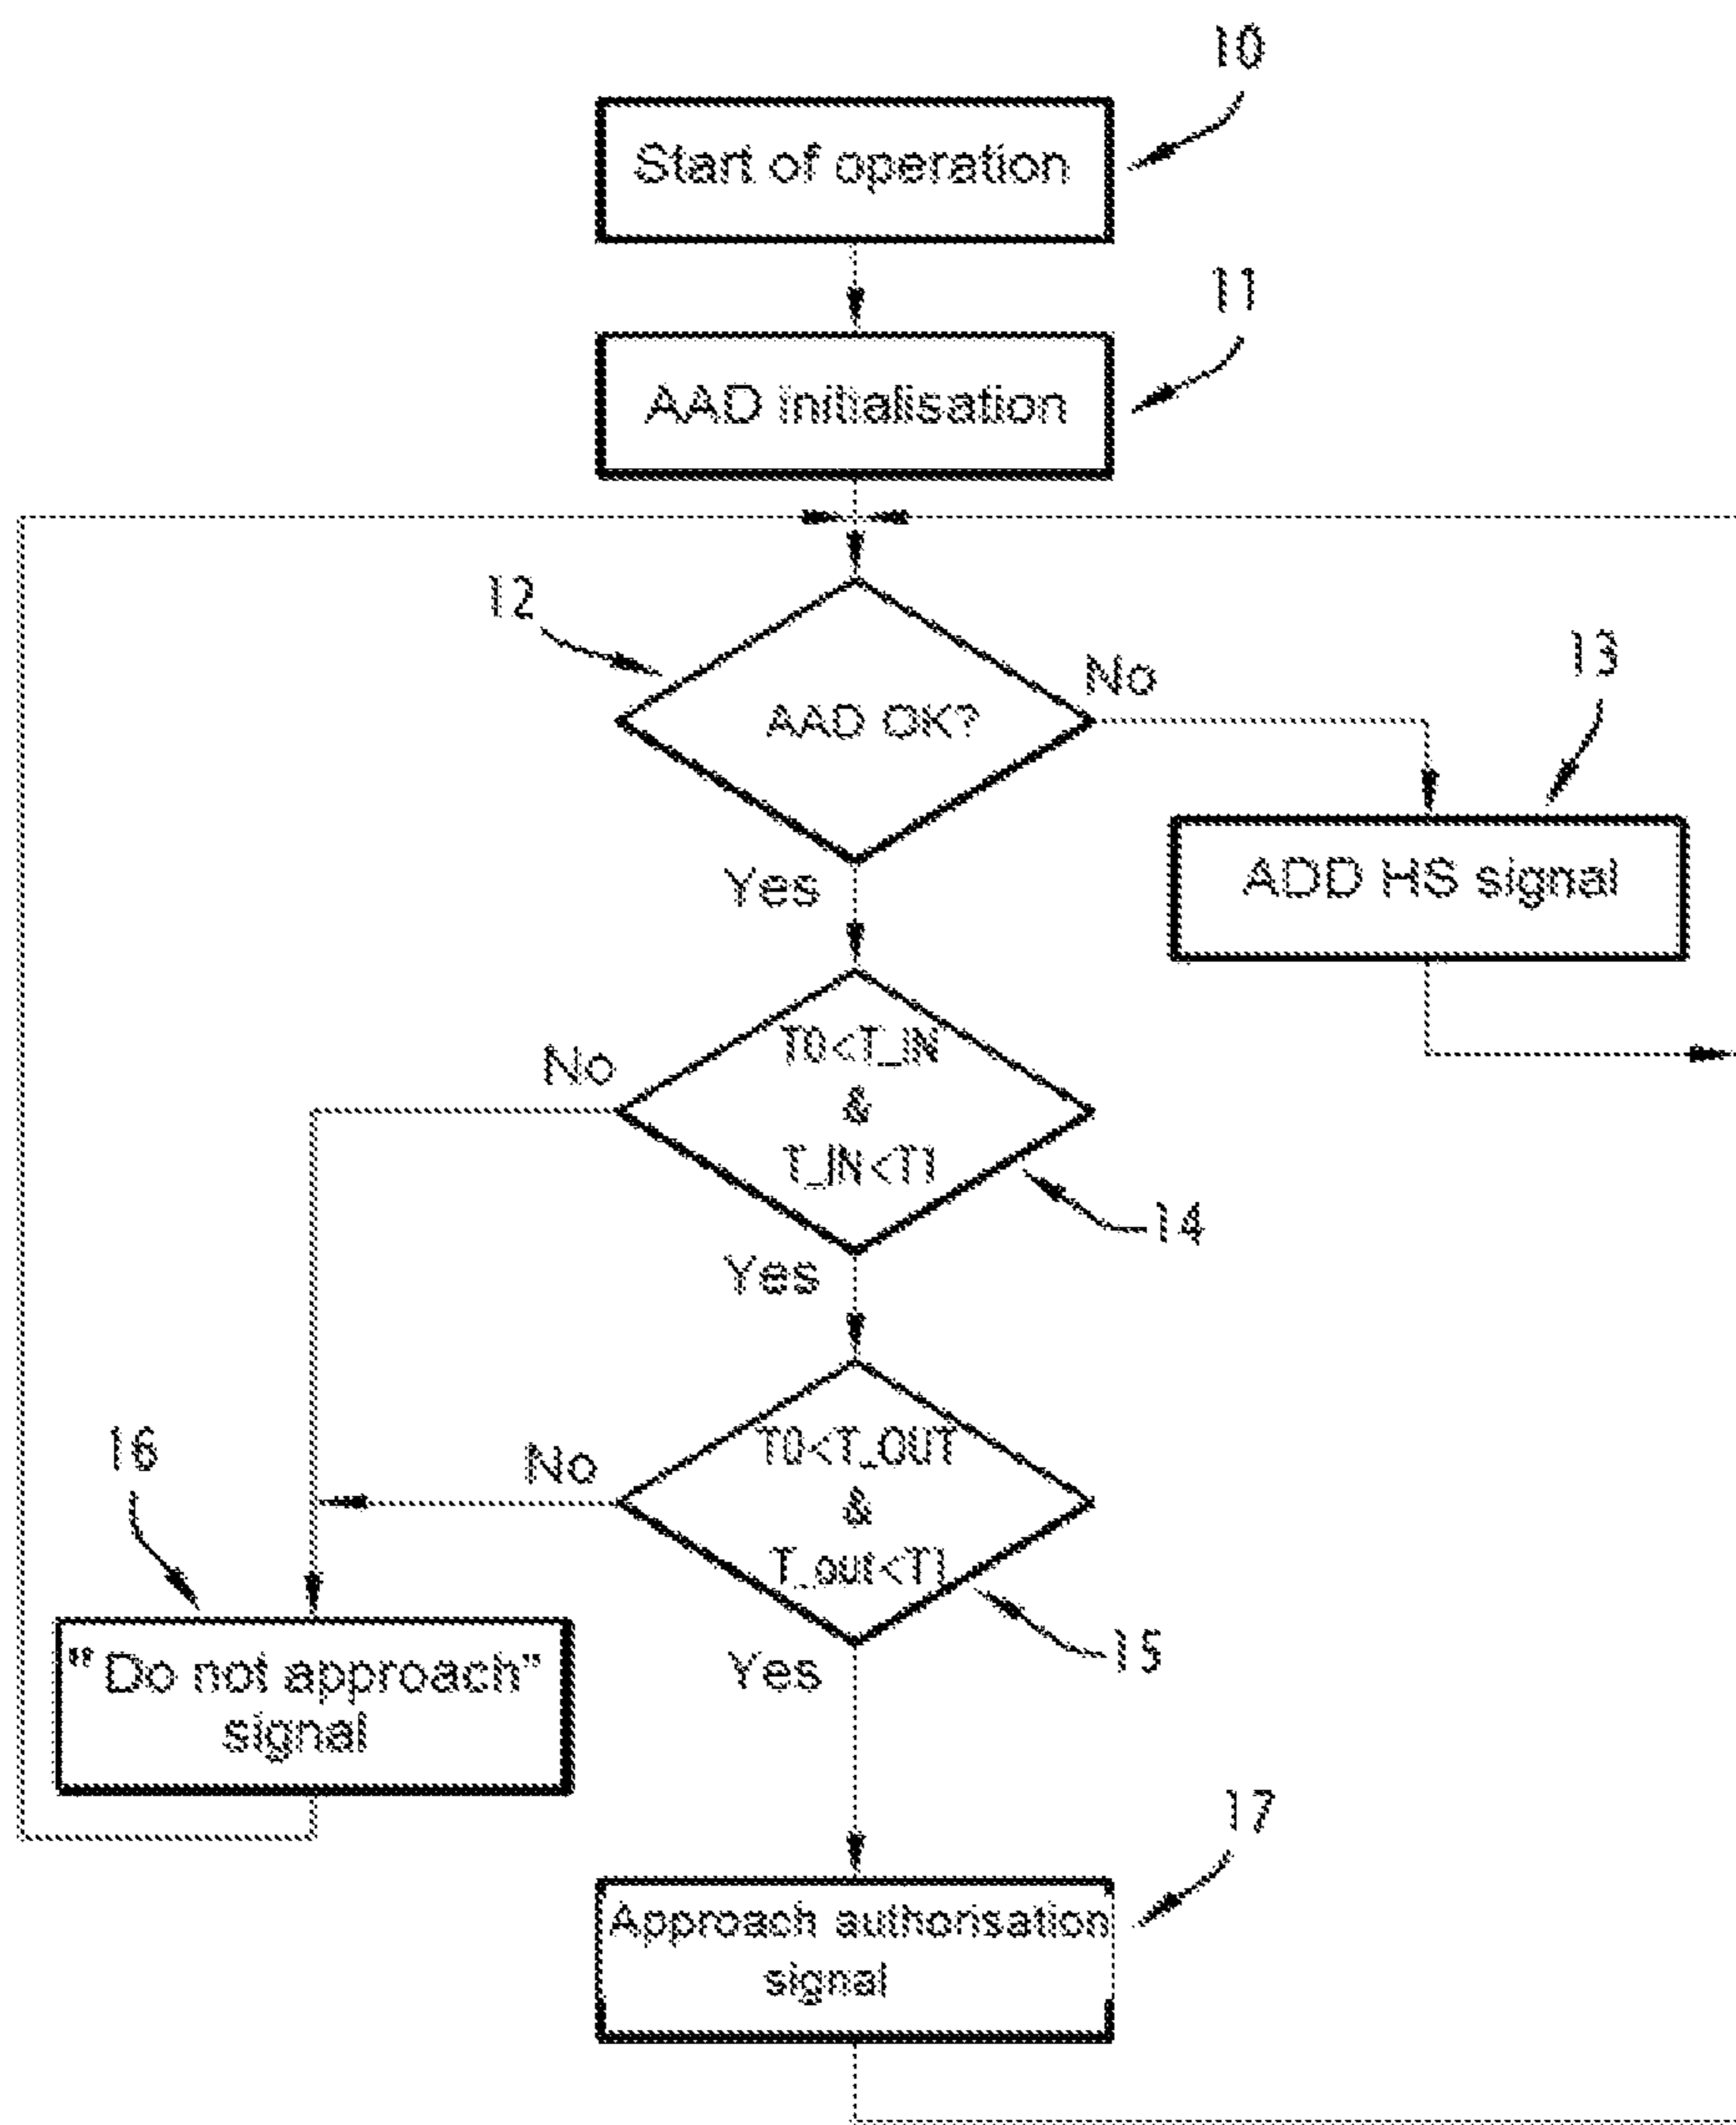 10
Start of operation
11
AAD initialisation
12
AAD OK?
No
13
ADD HS signal
Yes
T0<T_IN
&
T_IN<T1
No
14
Yes
T0<T_OUT
&
T_out<T1
No
15
16
"Do not approach"
signal
Yes
17
Approach authorisation
signal